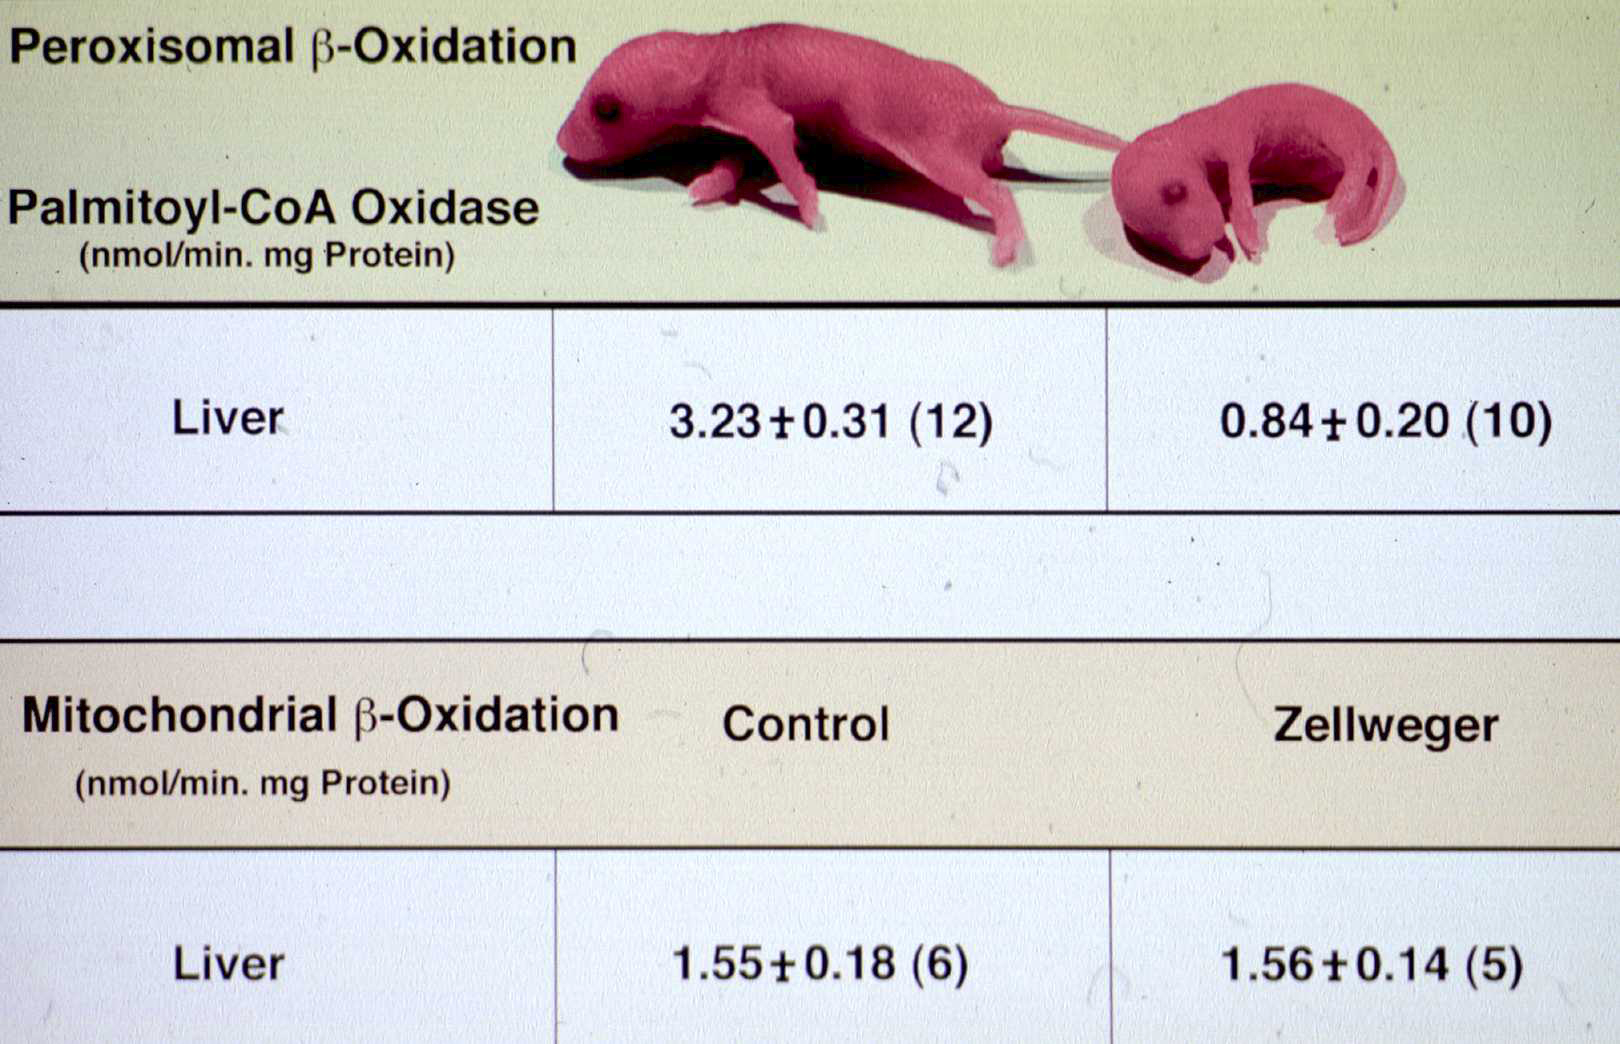 Peroxisomal β-Oxidation
Palmitoyl-CoA Oxidase
(nmol/min. mg Protein)
Liver 3.23±0.31 (12) 0.84±0.20 (10)
Mitochondrial β-Oxidation Control Zellweger
(nmol/min. mg Protein)
Liver 1.55±0.18 (6) 1.56±0.14 (5)